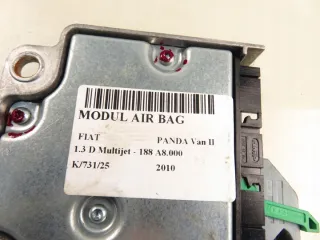 MODUL AIR BAG
FIAT PANDA Van II
1.3 D Multijet - 188 A8.000
K/731/25 2010